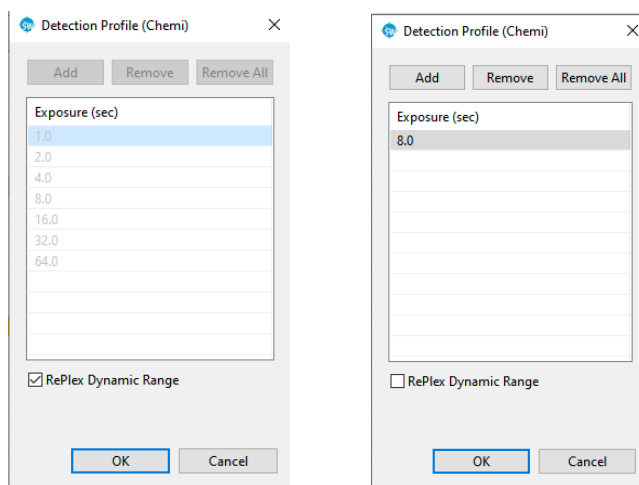 SW Detection Profile (Chemi)
Add Remove Remove All
Exposure (sec)
1.0
2.0
4.0
8.0
16.0
32.0
64.0
RePlex Dynamic Range
OK Cancel
SW Detection Profile (Chemi)
Add Remove Remove All
Exposure (sec)
8.0
RePlex Dynamic Range
OK Cancel